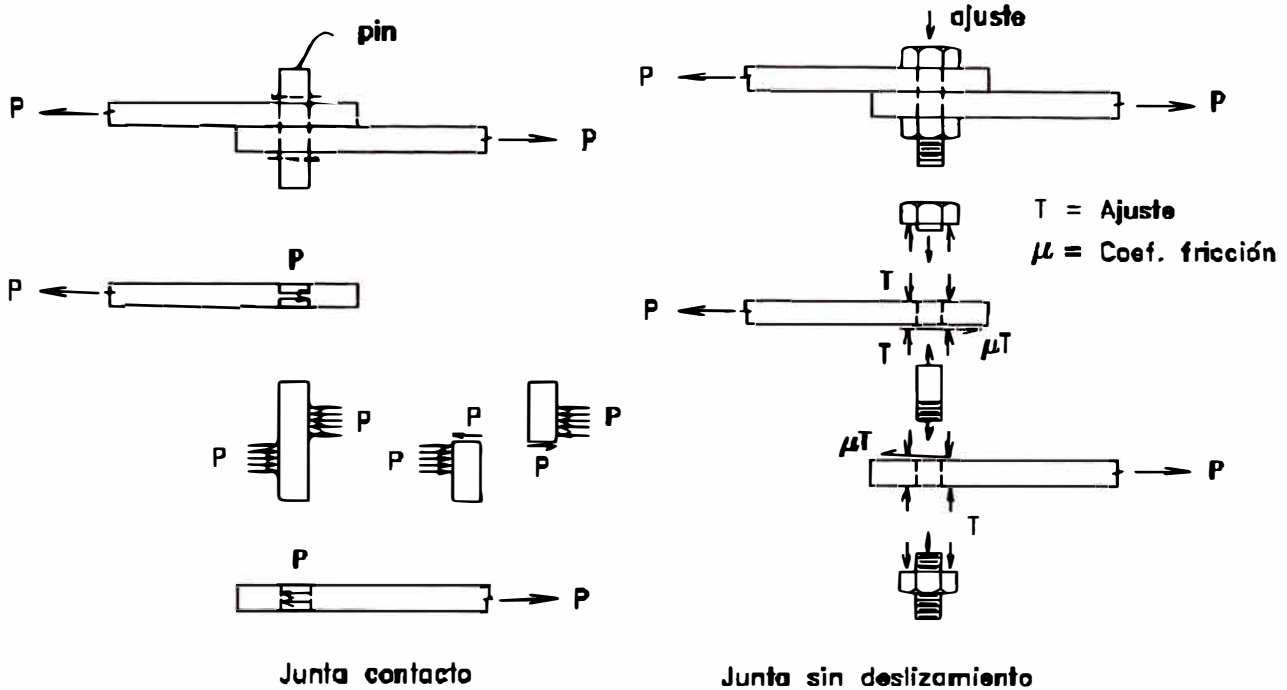 pin
P
P
P
P
P
P
P
P
P
P
P
P
Junta contacto
ajuste
P
P
T = Ajuste
μ = Coef. fricción
T
P
T
μT
μT
P
T
Junta sin deslizamiento